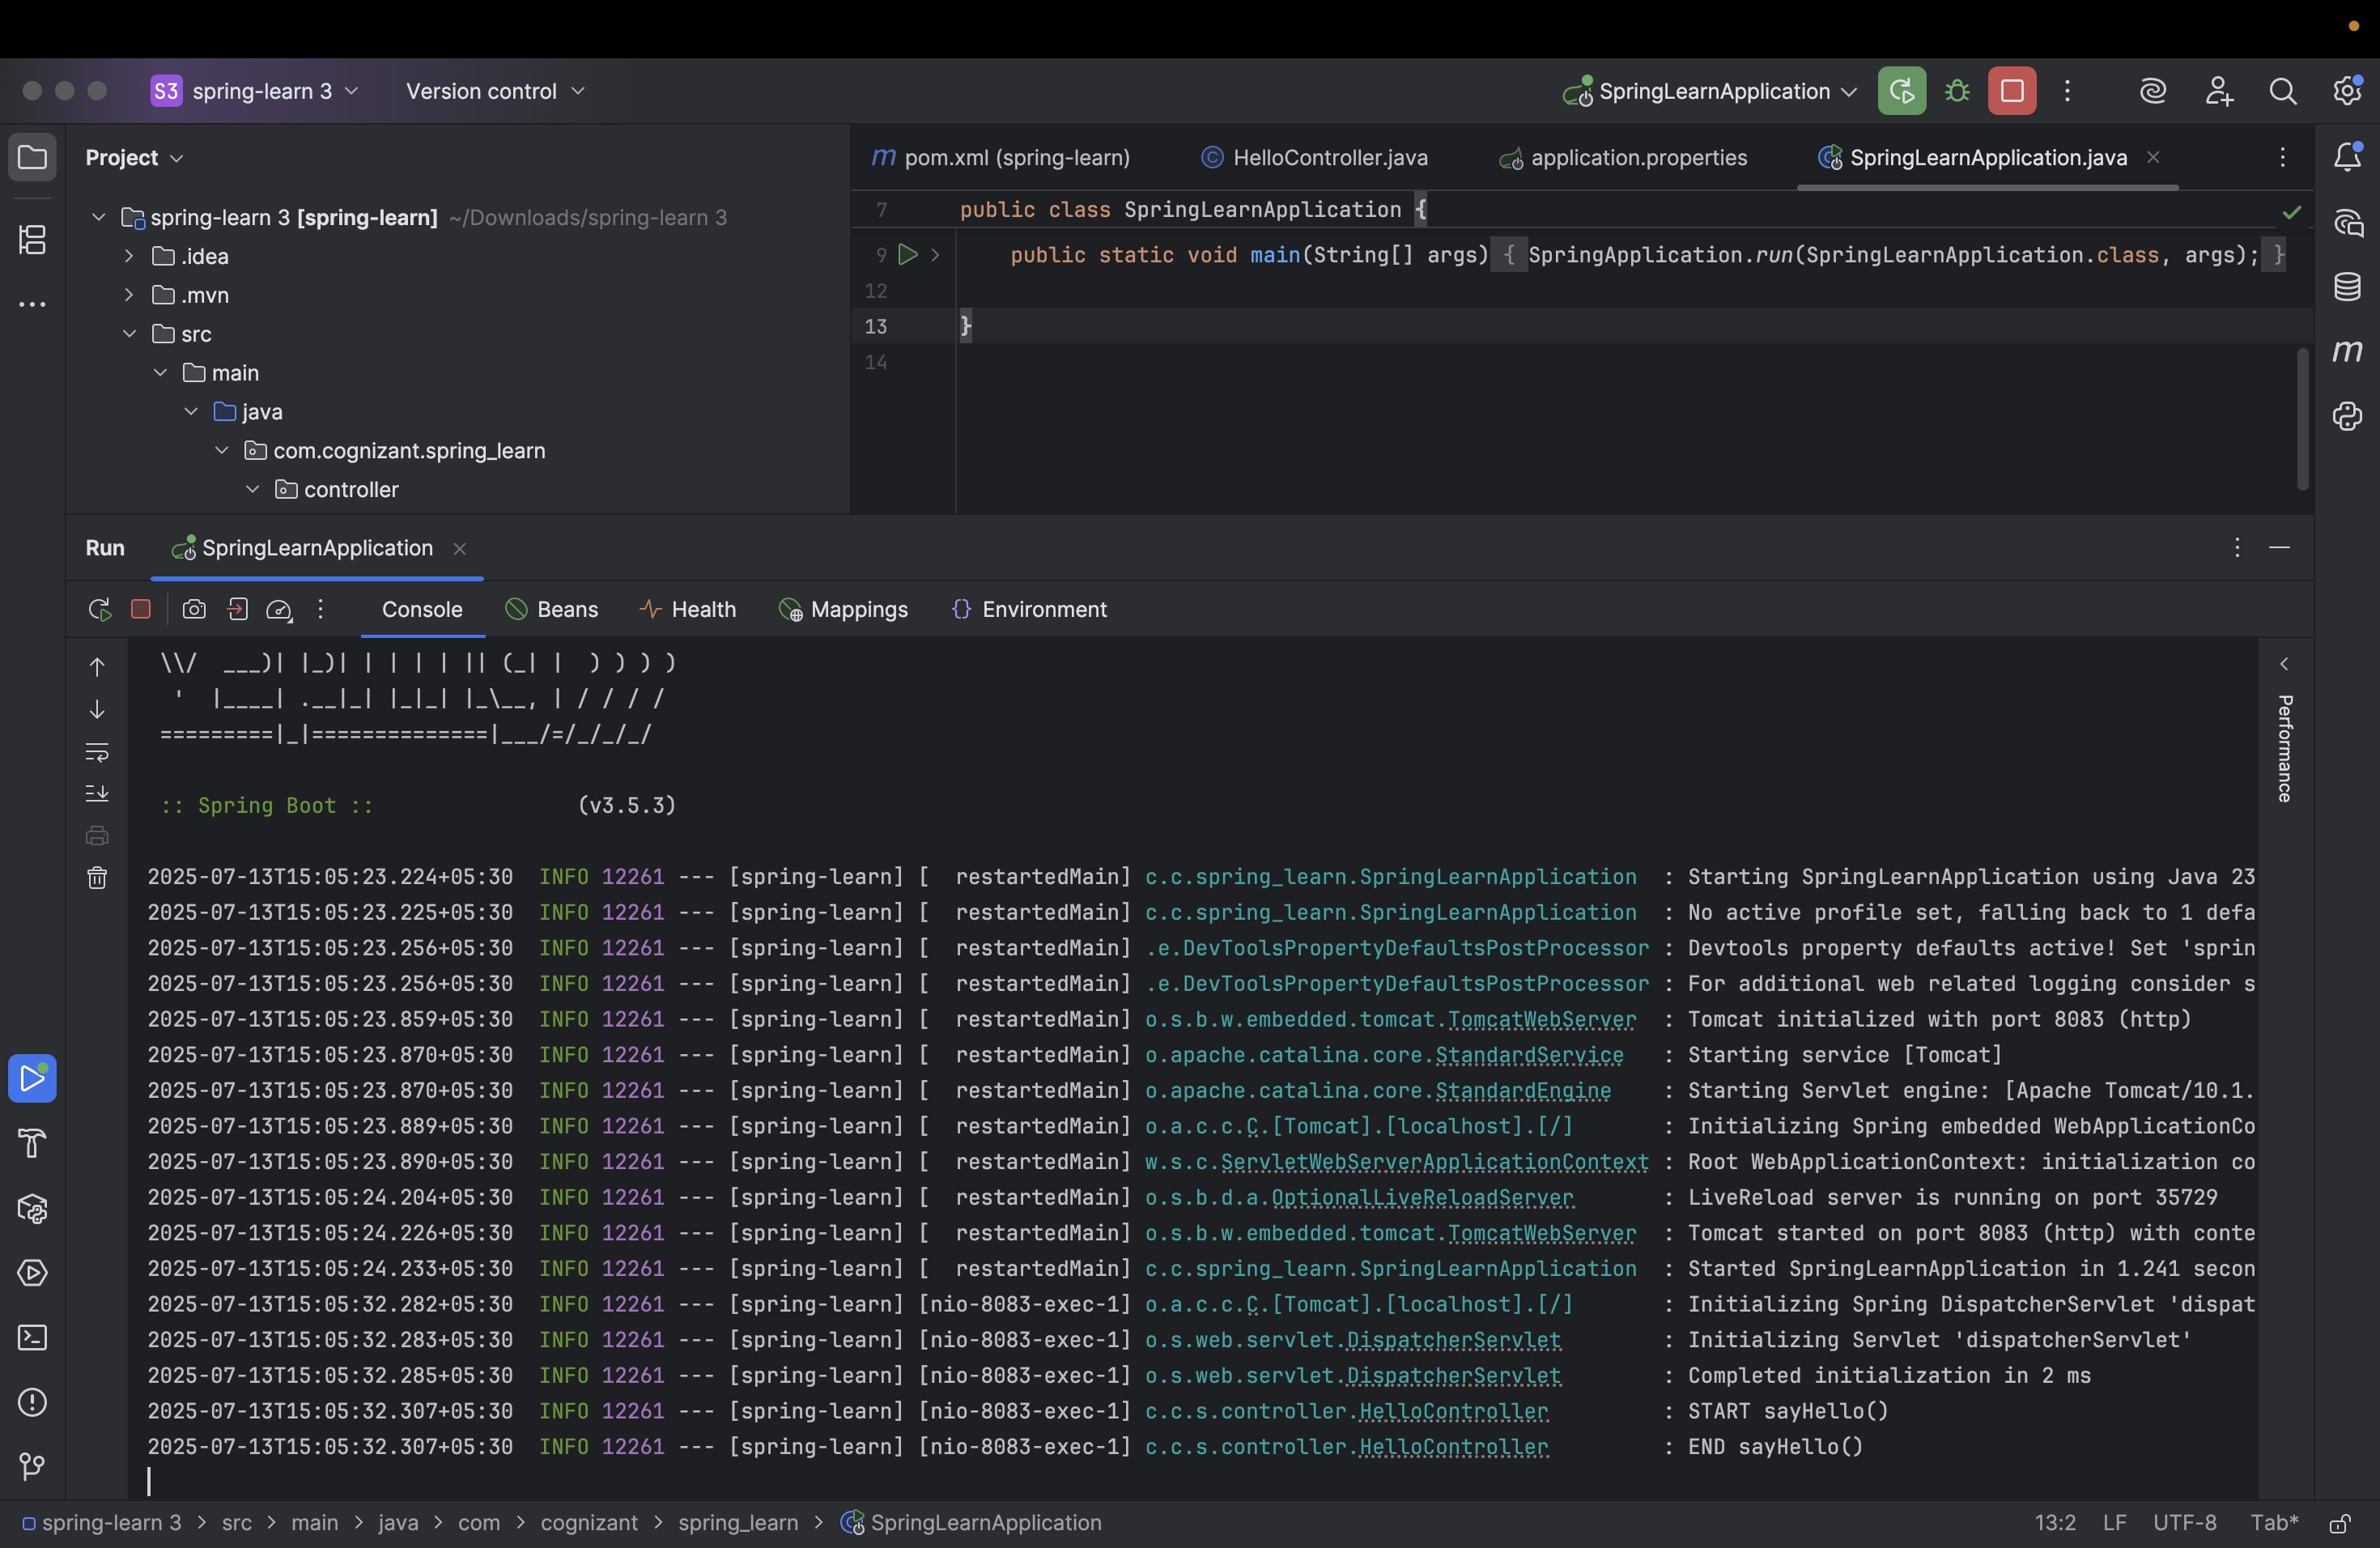 S3 spring-learn 3 Version control SpringLearnApplication
Project
pom.xml (spring-learn) HelloController.java application.properties SpringLearnApplication.java
spring-learn 3 [spring-learn] ~/Downloads/spring-learn 3
.idea
.mvn
src
main
java
com.cognizant.spring_learn
controller
7 public class SpringLearnApplication {
9 public static void main(String[] args) { SpringApplication.run(SpringLearnApplication.class, args); }
12
13 }
14
Run SpringLearnApplication
Console Beans Health Mappings Environment
Performance
\\/  ___)| |_)| | | | | || (_| |  ) ) ) )
'  |____| .__|_| |_|_| |_\__, | / / / /
=========|_|==============|___/=/_/_/_/
:: Spring Boot :: (v3.5.3)
2025-07-13T15:05:23.224+05:30  INFO 12261 --- [spring-learn] [  restartedMain] c.c.spring_learn.SpringLearnApplication  : Starting SpringLearnApplication using Java 23
2025-07-13T15:05:23.225+05:30  INFO 12261 --- [spring-learn] [  restartedMain] c.c.spring_learn.SpringLearnApplication  : No active profile set, falling back to 1 defa
2025-07-13T15:05:23.256+05:30  INFO 12261 --- [spring-learn] [  restartedMain] .e.DevToolsPropertyDefaultsPostProcessor : Devtools property defaults active! Set 'sprin
2025-07-13T15:05:23.256+05:30  INFO 12261 --- [spring-learn] [  restartedMain] .e.DevToolsPropertyDefaultsPostProcessor : For additional web related logging consider s
2025-07-13T15:05:23.859+05:30  INFO 12261 --- [spring-learn] [  restartedMain] o.s.b.w.embedded.tomcat.TomcatWebServer  : Tomcat initialized with port 8083 (http)
2025-07-13T15:05:23.870+05:30  INFO 12261 --- [spring-learn] [  restartedMain] o.apache.catalina.core.StandardService   : Starting service [Tomcat]
2025-07-13T15:05:23.870+05:30  INFO 12261 --- [spring-learn] [  restartedMain] o.apache.catalina.core.StandardEngine    : Starting Servlet engine: [Apache Tomcat/10.1.
2025-07-13T15:05:23.889+05:30  INFO 12261 --- [spring-learn] [  restartedMain] o.a.c.c.C.[Tomcat].[localhost].[/]       : Initializing Spring embedded WebApplicationCo
2025-07-13T15:05:23.890+05:30  INFO 12261 --- [spring-learn] [  restartedMain] w.s.c.ServletWebServerApplicationContext : Root WebApplicationContext: initialization co
2025-07-13T15:05:24.204+05:30  INFO 12261 --- [spring-learn] [  restartedMain] o.s.b.d.a.OptionalLiveReloadServer       : LiveReload server is running on port 35729
2025-07-13T15:05:24.226+05:30  INFO 12261 --- [spring-learn] [  restartedMain] o.s.b.w.embedded.tomcat.TomcatWebServer  : Tomcat started on port 8083 (http) with conte
2025-07-13T15:05:24.233+05:30  INFO 12261 --- [spring-learn] [  restartedMain] c.c.spring_learn.SpringLearnApplication  : Started SpringLearnApplication in 1.241 secon
2025-07-13T15:05:32.282+05:30  INFO 12261 --- [spring-learn] [nio-8083-exec-1] o.a.c.c.C.[Tomcat].[localhost].[/]       : Initializing Spring DispatcherServlet 'dispat
2025-07-13T15:05:32.283+05:30  INFO 12261 --- [spring-learn] [nio-8083-exec-1] o.s.web.servlet.DispatcherServlet        : Initializing Servlet 'dispatcherServlet'
2025-07-13T15:05:32.285+05:30  INFO 12261 --- [spring-learn] [nio-8083-exec-1] o.s.web.servlet.DispatcherServlet        : Completed initialization in 2 ms
2025-07-13T15:05:32.307+05:30  INFO 12261 --- [spring-learn] [nio-8083-exec-1] c.c.s.controller.HelloController         : START sayHello()
2025-07-13T15:05:32.307+05:30  INFO 12261 --- [spring-learn] [nio-8083-exec-1] c.c.s.controller.HelloController         : END sayHello()
spring-learn 3 > src > main > java > com > cognizant > spring_learn > SpringLearnApplication 13:2 LF UTF-8 Tab*